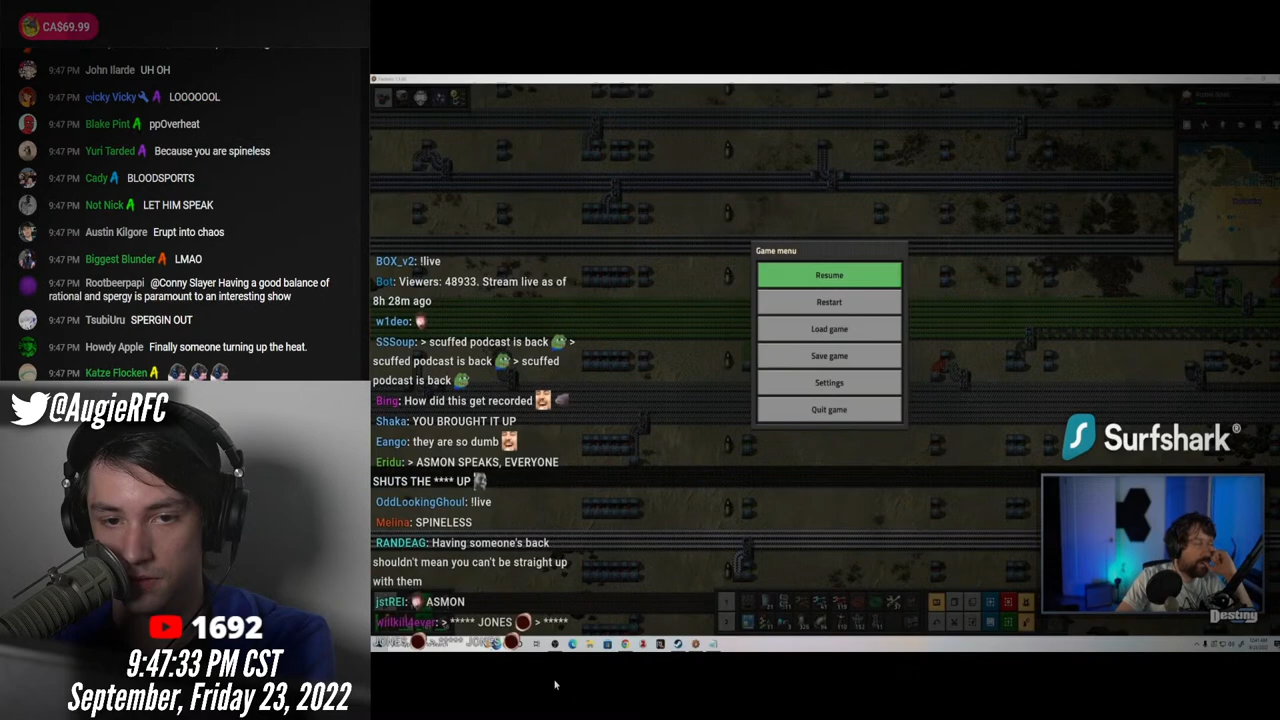 CA$69.99
9:47 PM John Ilarde UH OH
9:47 PM icky Vicky LOOOOOOL
9:47 PM Blake Pint ppOverheat
9:47 PM Yuri Tarded Because you are spineless
9:47 PM Cady BLOODSPORTS
9:47 PM Not Nick LET HIM SPEAK
9:47 PM Austin Kilgore Erupt into chaos
9:47 PM Biggest Blunder LMAO
9:47 PM Rootbeerpapi @Conny Slayer Having a good balance of
rational and spergy is paramount to an interesting show
9:47 PM TsubiUru SPERGIN OUT
9:47 PM Howdy Apple Finally someone turning up the heat.
9:47 PM Katze Flocken
@AugieRFC
1692
9:47:33 PM CST
September, Friday 23, 2022
BOX_v2: !live
Bot: Viewers: 48933. Stream live as of
8h 28m ago
w1deo:
SSSoup: > scuffed podcast is back >
scuffed podcast is back > scuffed
podcast is back
Bing: How did this get recorded
Shaka: YOU BROUGHT IT UP
Eango: they are so dumb
Eridu: > ASMON SPEAKS, EVERYONE
SHUTS THE **** UP
OddLookingGhoul: !live
Melina: SPINELESS
RANDEAG: Having someone's back
shouldn't mean you can't be straight up
with them
jstREI: ASMON
willkill4ever: > ***** JONES > *****
JONES > ***** JONES
Game menu
Resume
Restart
Load game
Save game
Settings
Quit game
Surfshark®
Destiny